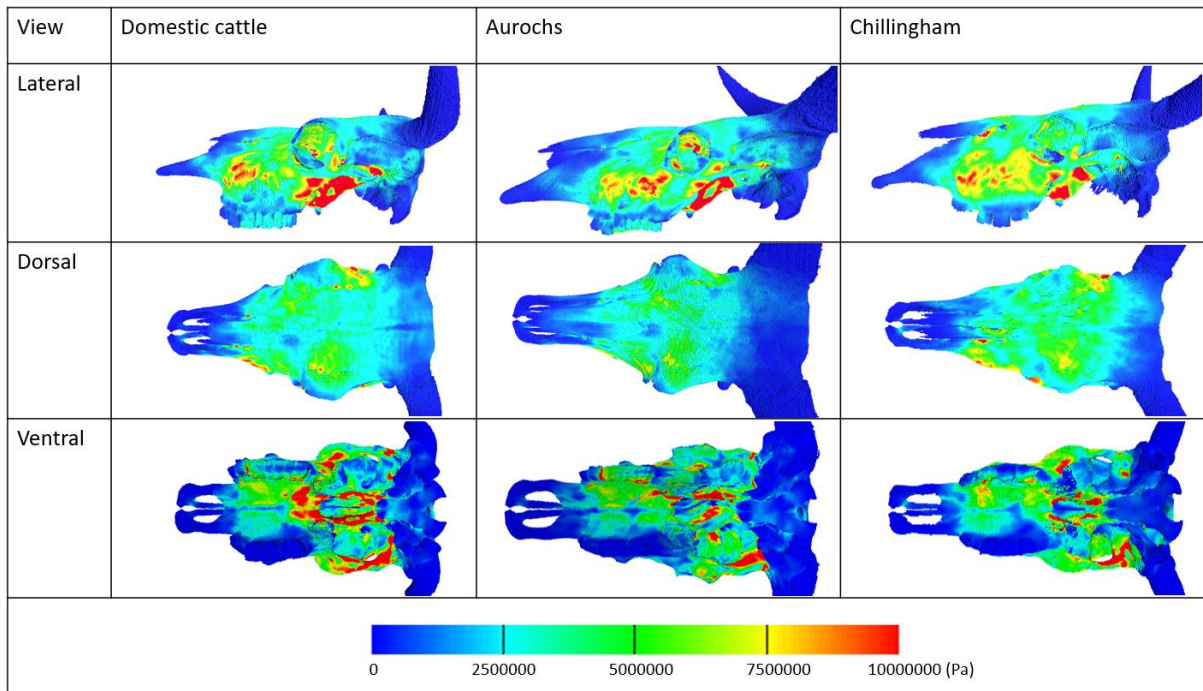 View
Domestic cattle
Aurochs
Chillingham
Lateral
Dorsal
Ventral
0
2500000
5000000
7500000
10000000 (Pa)